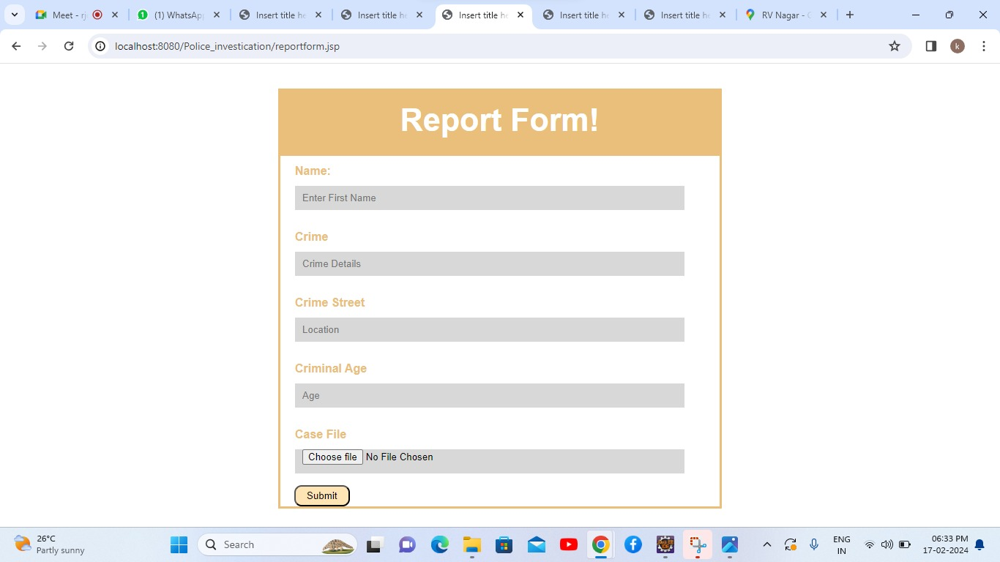 Meet - rj
(1) WhatsAp
Insert title he
Insert title he
Insert title he
Insert title he
Insert title he
RV Nagar - G
localhost:8080/Police_investication/reportform.jsp
k
Report Form!
Name:
Enter First Name
Crime
Crime Details
Crime Street
Location
Criminal Age
Age
Case File
Choose file No File Chosen
Submit
26°C
Partly sunny
Search
ENG
IN
06:33 PM
17-02-2024